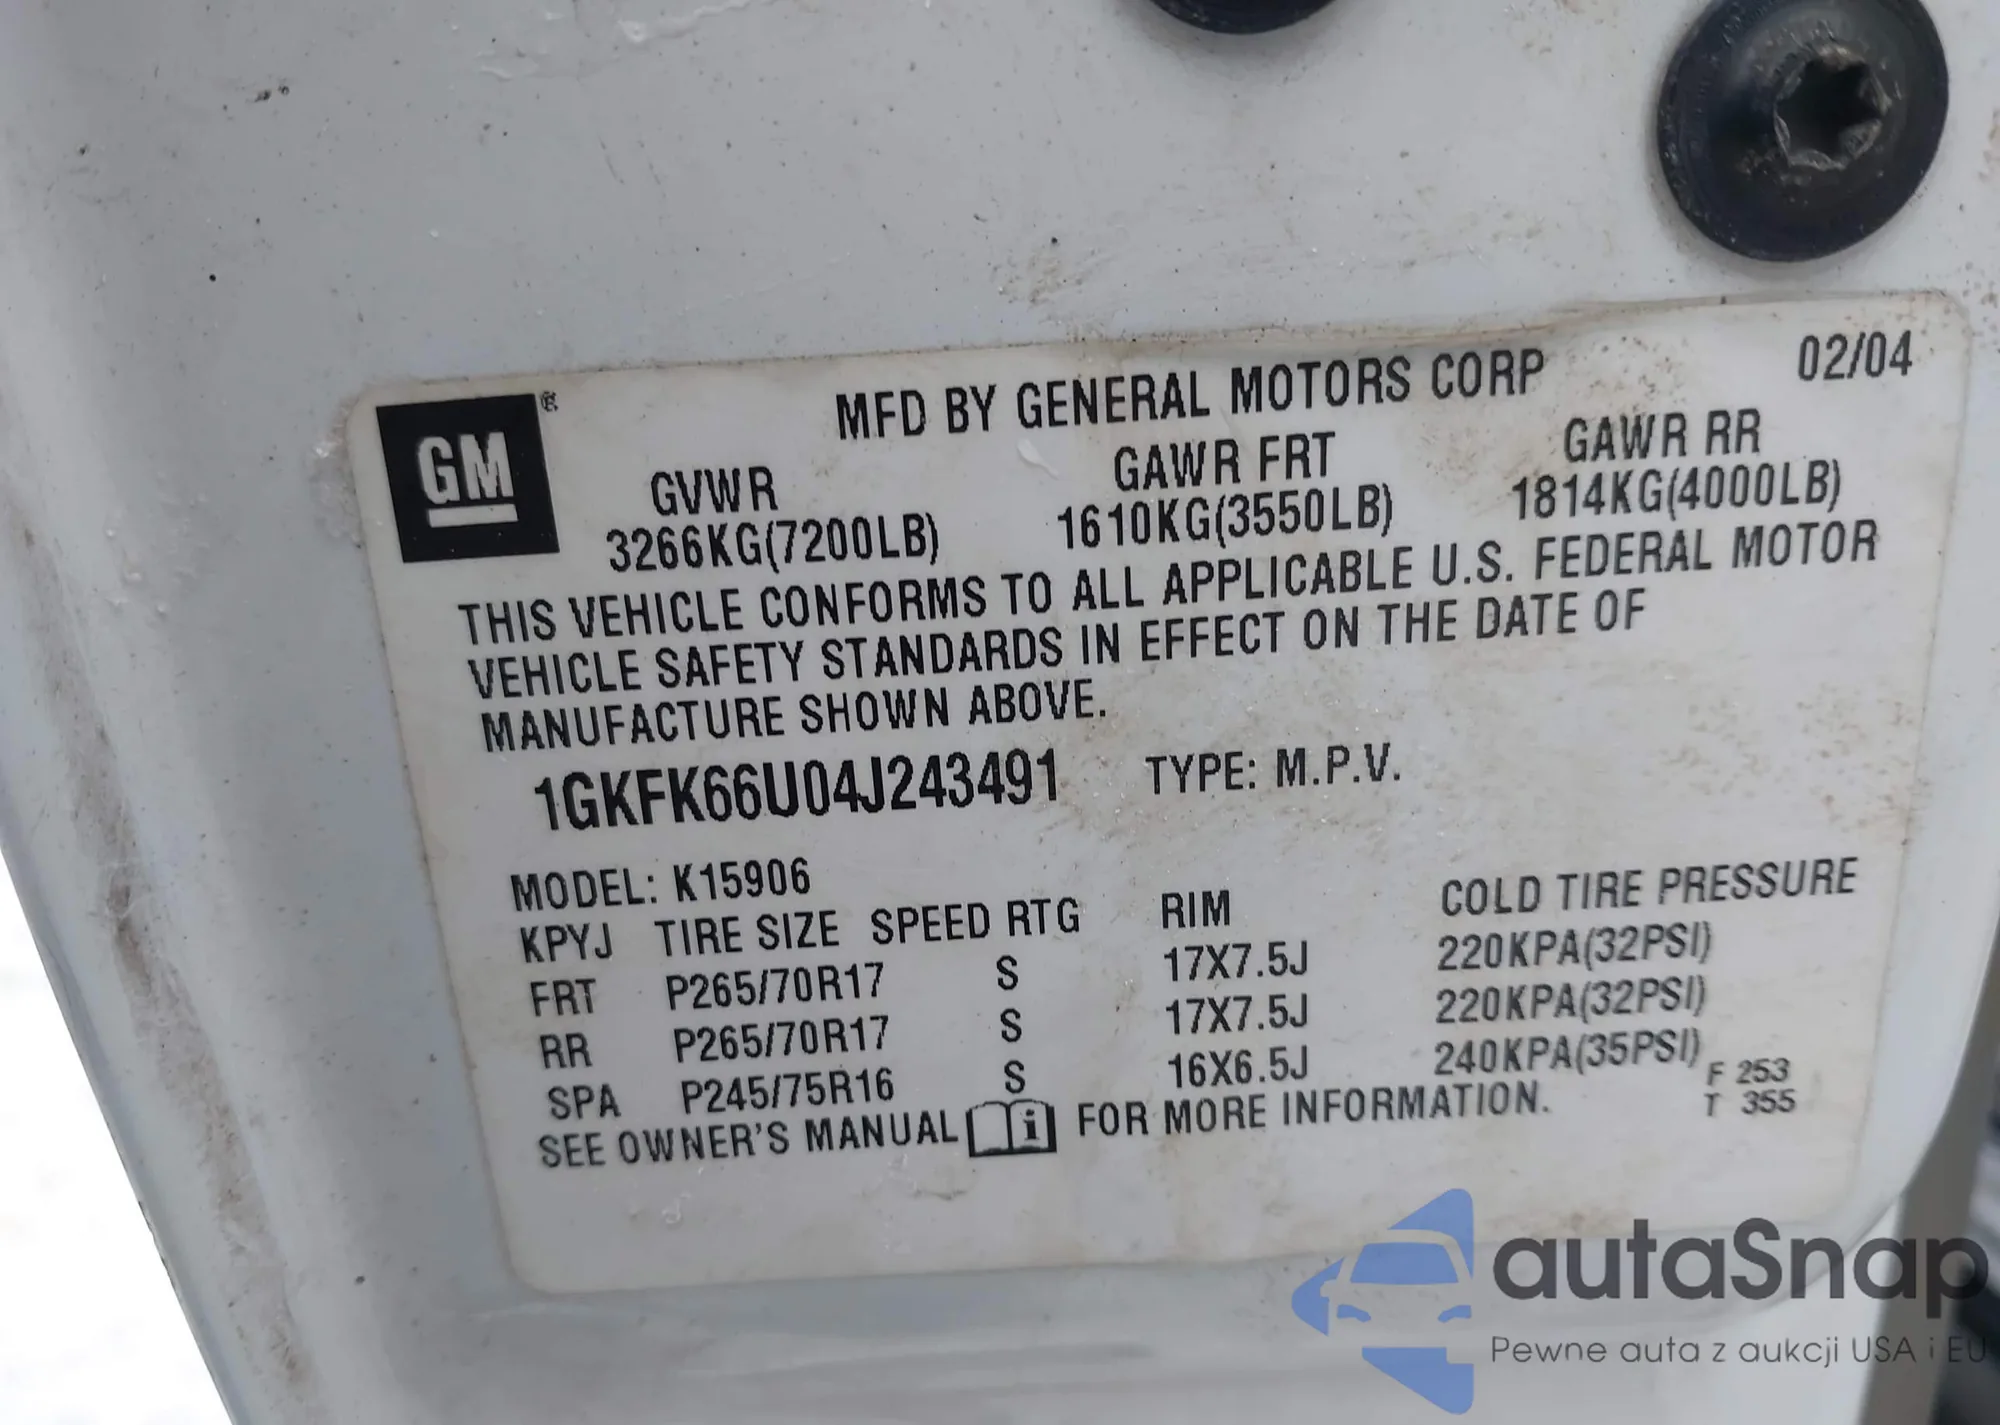 MFD BY GENERAL MOTORS CORP 02/04
GM ®
GVWR GAWR FRT GAWR RR
3266KG(7200LB) 1610KG(3550LB) 1814KG(4000LB)
THIS VEHICLE CONFORMS TO ALL APPLICABLE U.S. FEDERAL MOTOR
VEHICLE SAFETY STANDARDS IN EFFECT ON THE DATE OF
MANUFACTURE SHOWN ABOVE.
1GKFK66U04J243491 TYPE: M.P.V.
MODEL: K15906
KPYJ TIRE SIZE SPEED RTG RIM COLD TIRE PRESSURE
FRT P265/70R17 S 17X7.5J 220KPA(32PSI)
RR P265/70R17 S 17X7.5J 220KPA(32PSI)
SPA P245/75R16 S 16X6.5J 240KPA(35PSI)
SEE OWNER'S MANUAL i FOR MORE INFORMATION.
F 253
T 355
autaSnap
Pewne auta z aukcji USA i EU